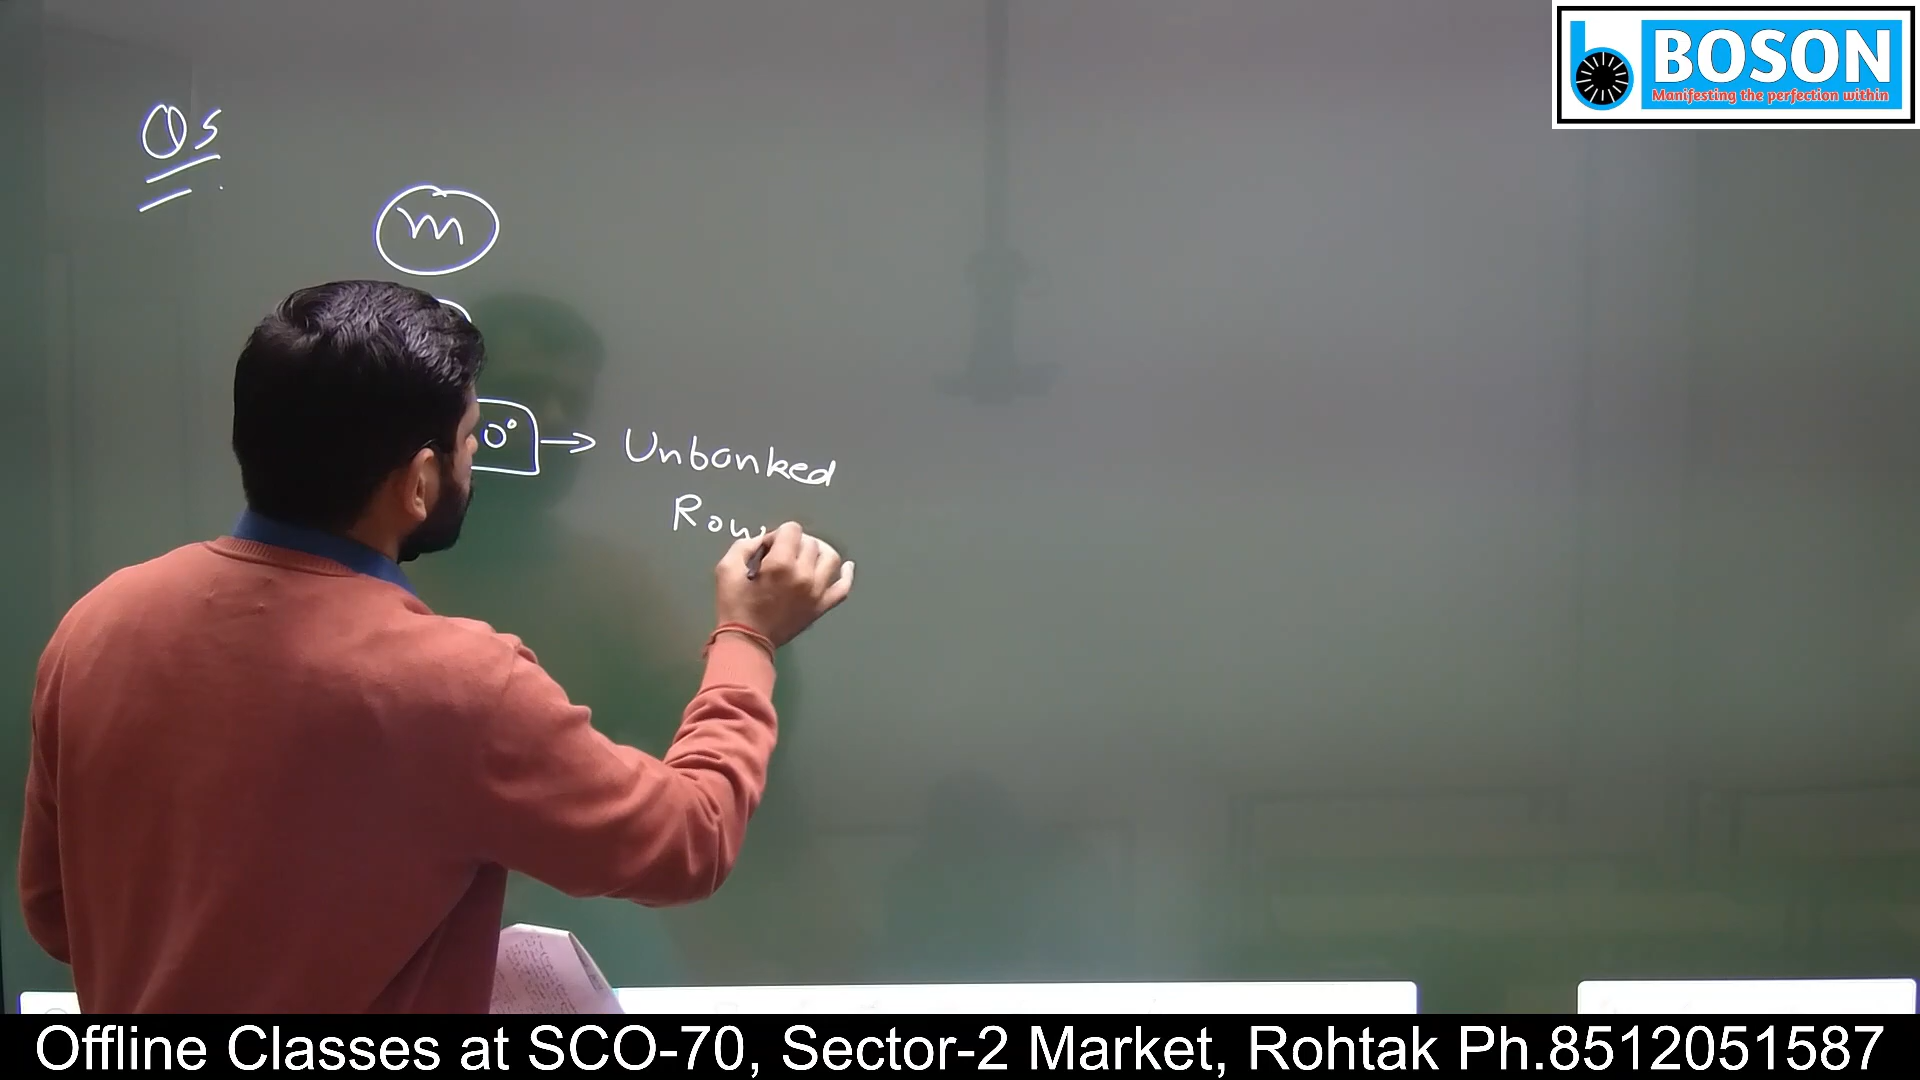 BOSON
Manifesting the perfection within
Qs
m
0°
→ Unbanked
Offline Classes at SCO-70, Sector-2 Market, Rohtak Ph.8512051587